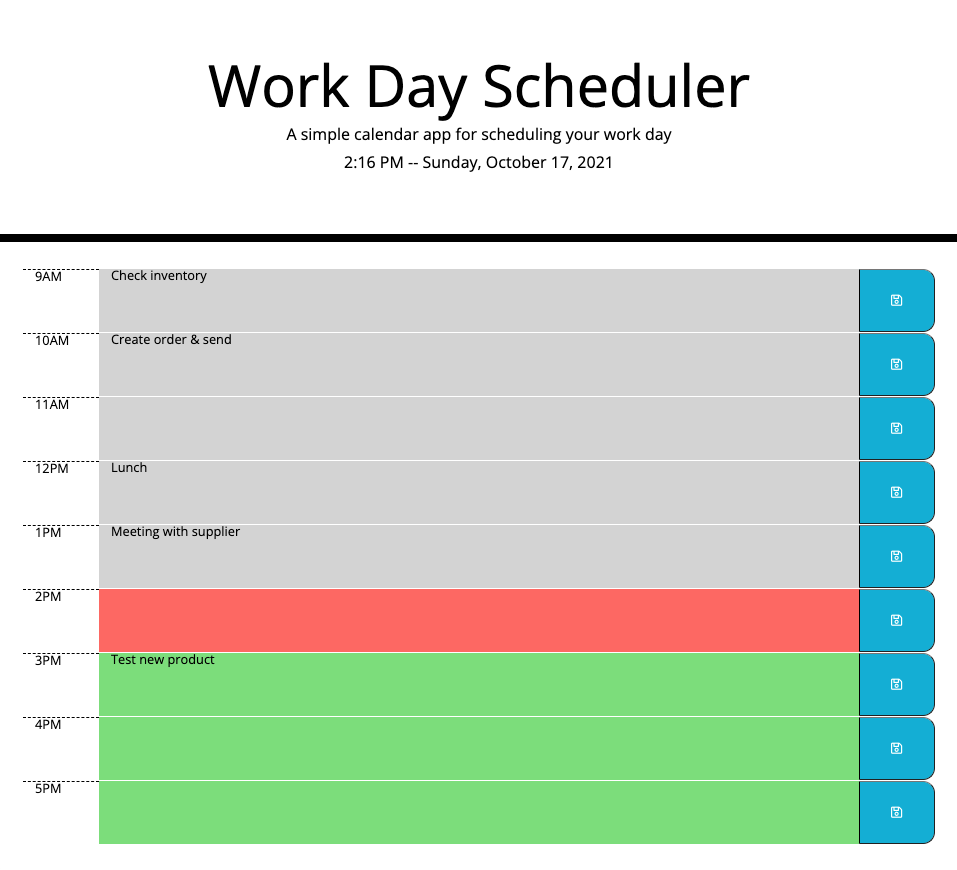 Work Day Scheduler
A simple calendar app for scheduling your work day
2:16 PM -- Sunday, October 17, 2021
9AM Check inventory
10AM Create order & send
11AM
12PM Lunch
1PM Meeting with supplier
2PM
3PM Test new product
4PM
5PM